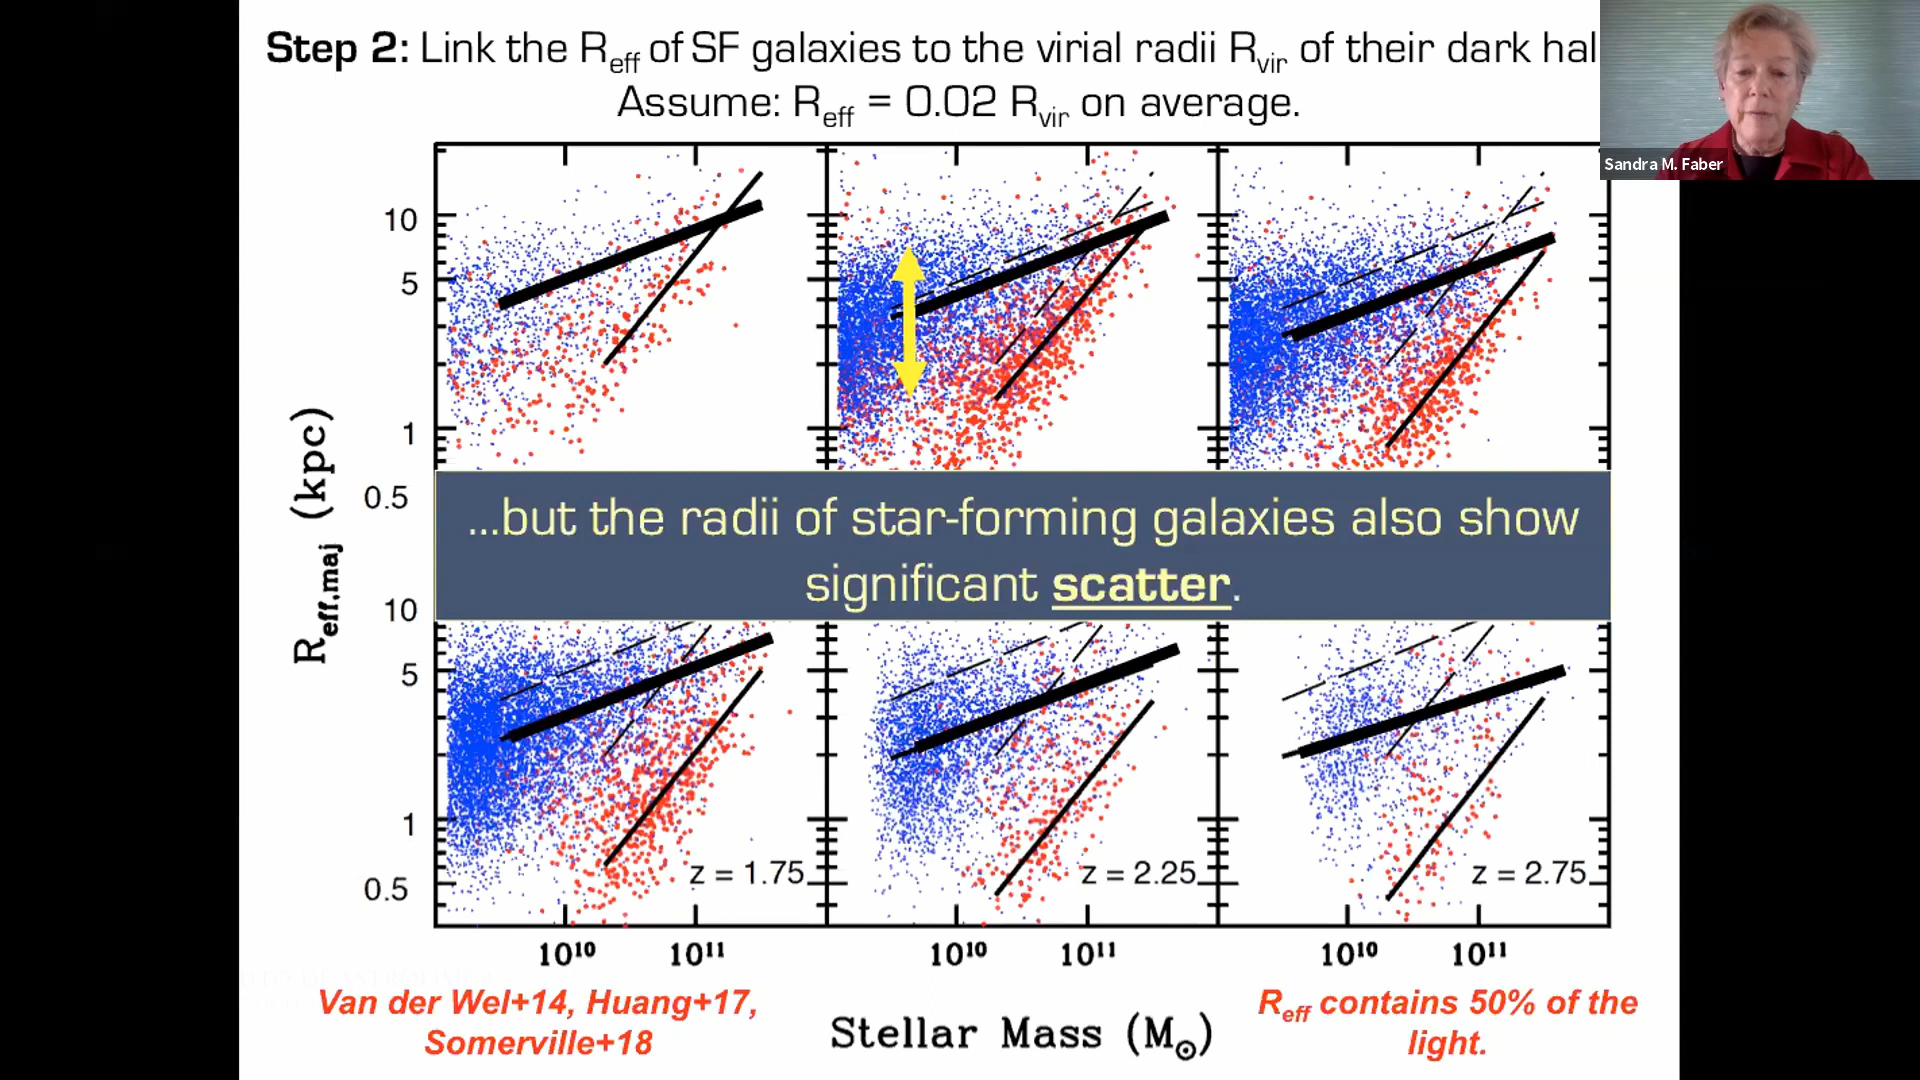 Step 2: Link the Reff of SF galaxies to the virial radii Rvir of their dark hal
Assume: Reff = 0.02 Rvir on average.
Sandra M. Faber
10
5
1
0.5
...but the radii of star-forming galaxies also show
significant scatter.
Reff,maj (kpc)
10
5
1
0.5
z = 1.75
z = 2.25
z = 2.75
10¹⁰ 10¹¹ 10¹⁰ 10¹¹ 10¹⁰ 10¹¹
Van der Wel+14, Huang+17,
Somerville+18
Stellar Mass (M⊙)
Reff contains 50% of the
light.